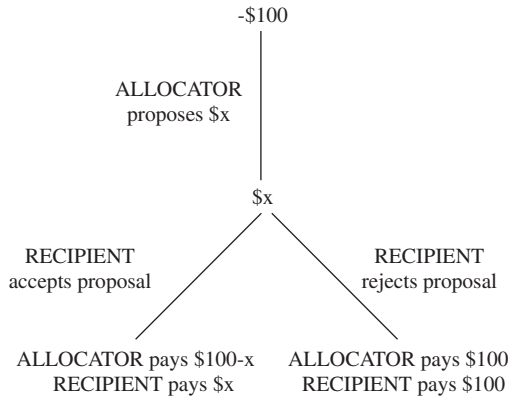 -$100
ALLOCATOR
proposes $x
$x
RECIPIENT
accepts proposal
RECIPIENT
rejects proposal
ALLOCATOR pays $100-x
RECIPIENT pays $x
ALLOCATOR pays $100
RECIPIENT pays $100